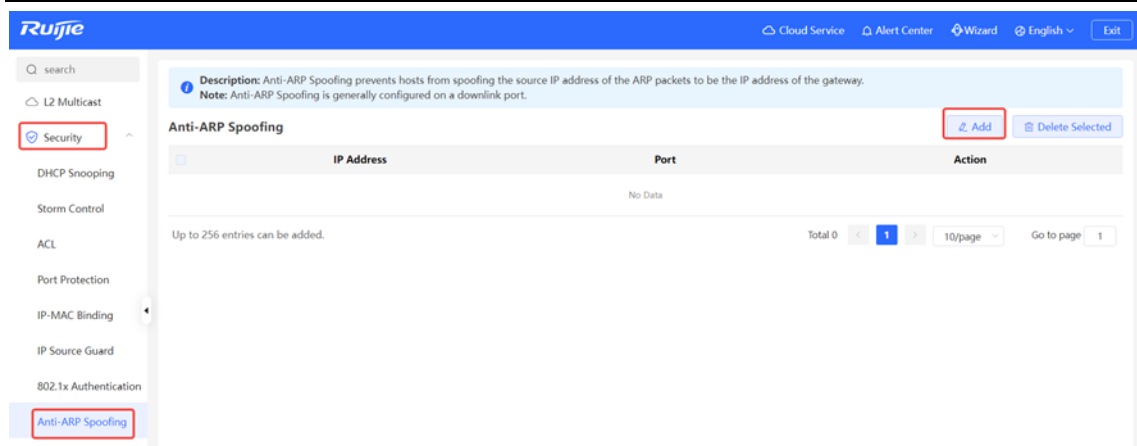 Ruijie
Cloud Service Alert Center Wizard English Exit
search
L2 Multicast
Security
DHCP Snooping
Storm Control
ACL
Port Protection
IP-MAC Binding
IP Source Guard
802.1x Authentication
Anti-ARP Spoofing
Description: Anti-ARP Spoofing prevents hosts from spoofing the source IP address of the ARP packets to be the IP address of the gateway.
Note: Anti-ARP Spoofing is generally configured on a downlink port.
Anti-ARP Spoofing
Add Delete Selected
IP Address Port Action
No Data
Up to 256 entries can be added.
Total 0 < 1 > 10/page Go to page 1